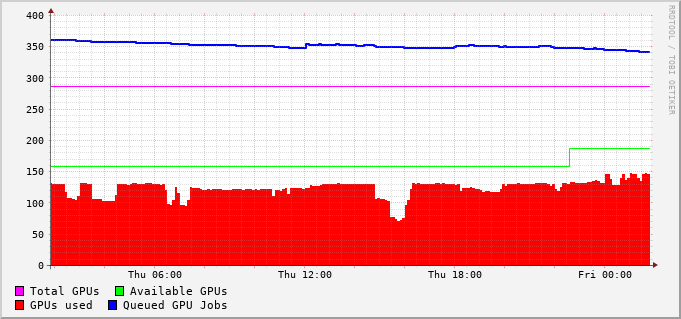 400
350
300
250
200
150
100
50
0
Thu 06:00 Thu 12:00 Thu 18:00 Fri 00:00
Total GPUs Available GPUs
GPUs used Queued GPU Jobs
RRDTOOL / TOBI OETIKER